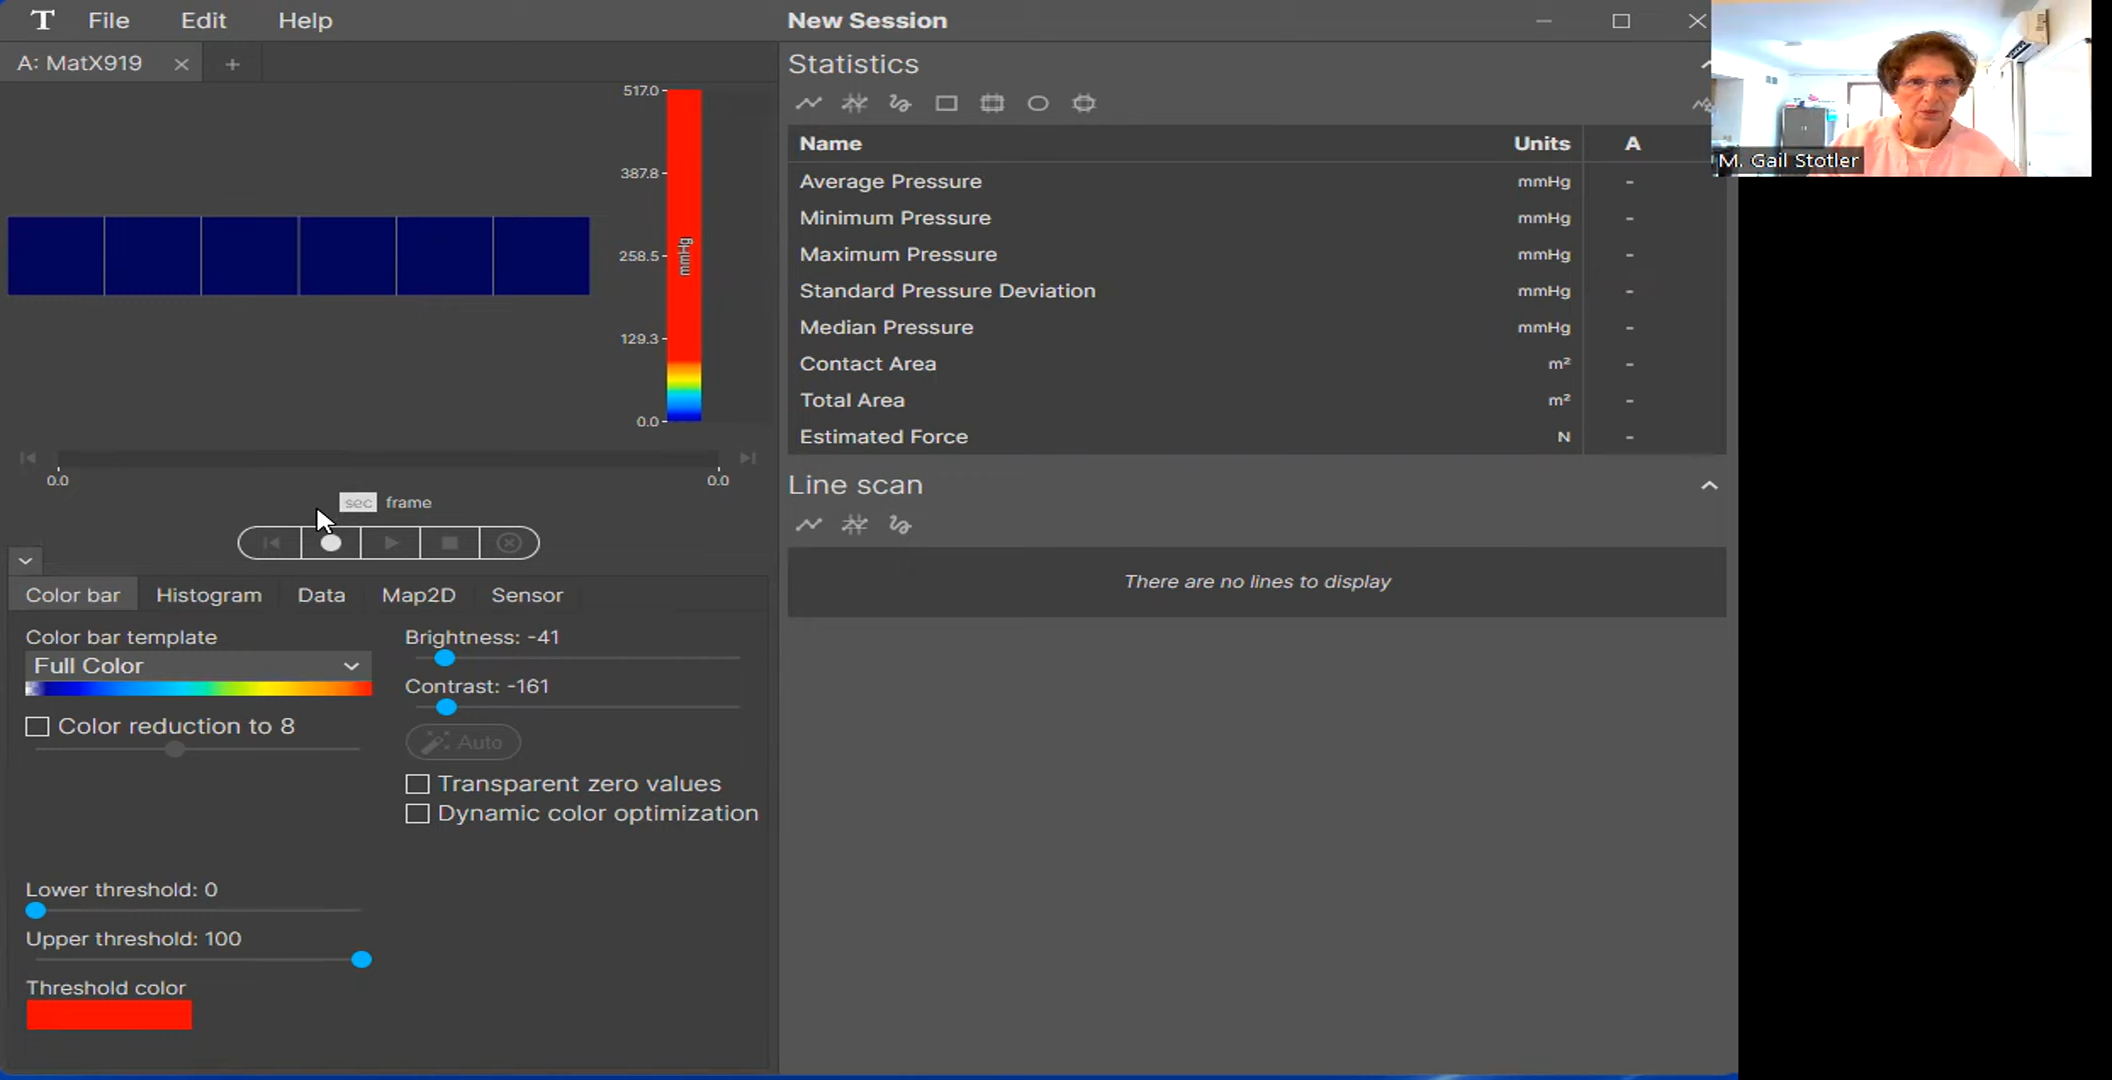 T File Edit Help
New Session
A: MatX919
517.0
387.8
258.5
129.3
0.0
mmHg
0.0
0.0
sec frame
Color bar Histogram Data Map2D Sensor
Color bar template
Full Color
Color reduction to 8
Brightness: -41
Contrast: -161
Auto
Transparent zero values
Dynamic color optimization
Lower threshold: 0
Upper threshold: 100
Threshold color
Statistics
Name Units A
Average Pressure mmHg -
Minimum Pressure mmHg -
Maximum Pressure mmHg -
Standard Pressure Deviation mmHg -
Median Pressure mmHg -
Contact Area m² -
Total Area m² -
Estimated Force N -
Line scan
There are no lines to display
M. Gail Stotler